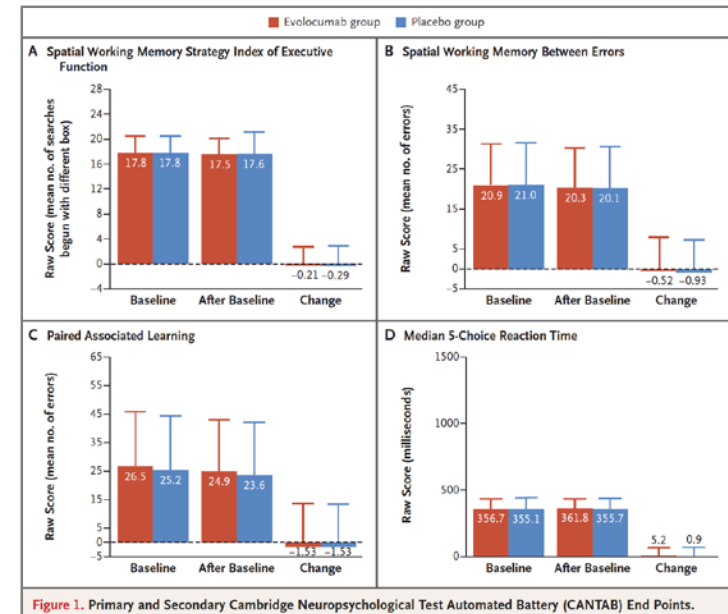 Evolocumab group Placebo group
A Spatial Working Memory Strategy Index of Executive
Function
Raw Score (mean no. of searches
begun with different box)
28
24
20
16
12
8
4
0
−4
17.8 17.8
17.5 17.6
−0.21 −0.29
Baseline After Baseline Change
B Spatial Working Memory Between Errors
Raw Score (mean no. of errors)
45
35
25
15
5
0
−5
20.9 21.0
20.3 20.1
−0.52 −0.93
Baseline After Baseline Change
C Paired Associated Learning
Raw Score (mean no. of errors)
65
55
45
35
25
15
5
0
−5
26.5 25.2
24.9 23.6
−1.53 −1.53
Baseline After Baseline Change
D Median 5-Choice Reaction Time
Raw Score (milliseconds)
1500
1000
500
0
356.7 355.1
361.8 355.7
5.2 0.9
Baseline After Baseline Change
Figure 1. Primary and Secondary Cambridge Neuropsychological Test Automated Battery (CANTAB) End Points.